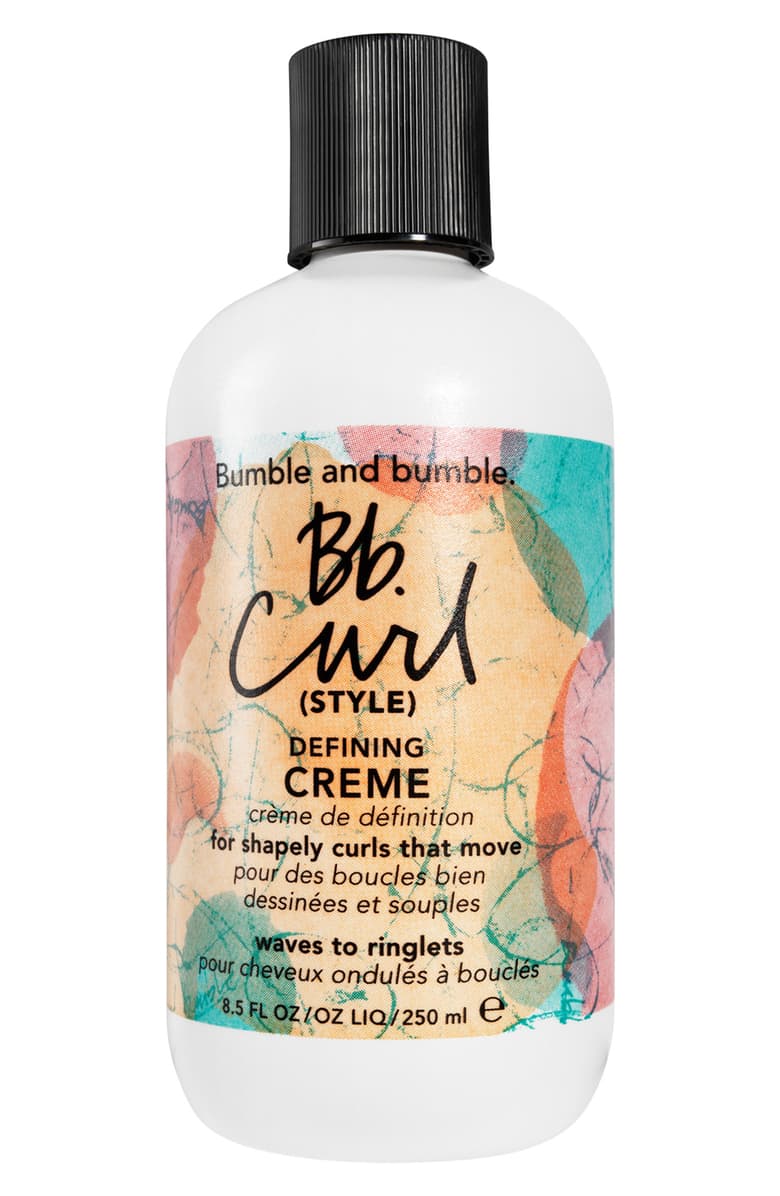 Bumble and bumble.
Bb.
Curl
(STYLE)
DEFINING
CREME
crème de définition
for shapely curls that move
pour des boucles bien
dessinées et souples
waves to ringlets
pour cheveux ondulés à bouclés
8.5 FL OZ/OZ LIQ/250 ml ℮